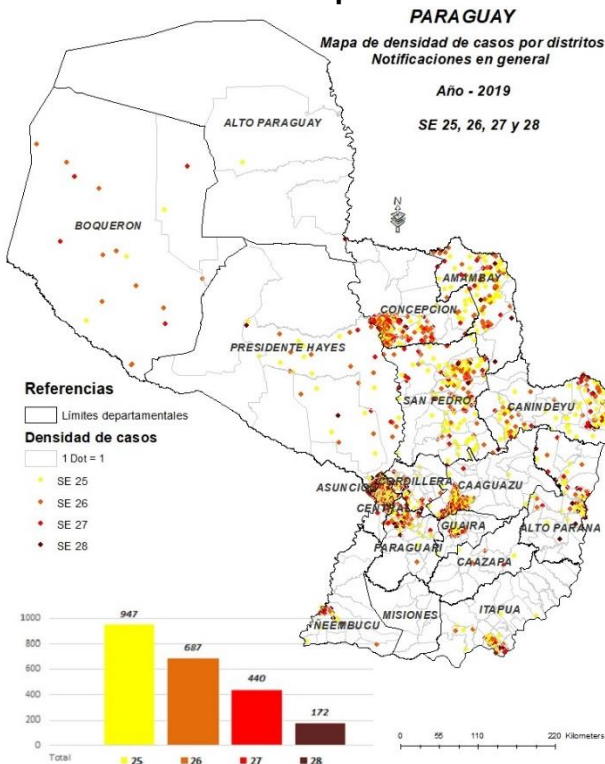 PARAGUAY
Mapa de densidad de casos por distritos
Notificaciones en general
Año - 2019
SE 25, 26, 27 y 28
ALTO PARAGUAY
N
BOQUERON
AMAMBAY
CONCEPCION
PRESIDENTE HAYES
SAN PEDRO
CANINDEYU
Referencias
Límites departamentales
Densidad de casos
1 Dot = 1
SE 25
SE 26
SE 27
SE 28
ASUNCION
CORDILLERA
CAAGUAZU
CENTRAL
GUAIRA
ALTO PARANA
PARAGUARI
CAAZAPA
ÑEEMBUCU
MISIONES
ITAPUA
1000
800
600
400
200
0
947
687
440
172
Total
25
26
27
28
0 55 110 220 Kilometers